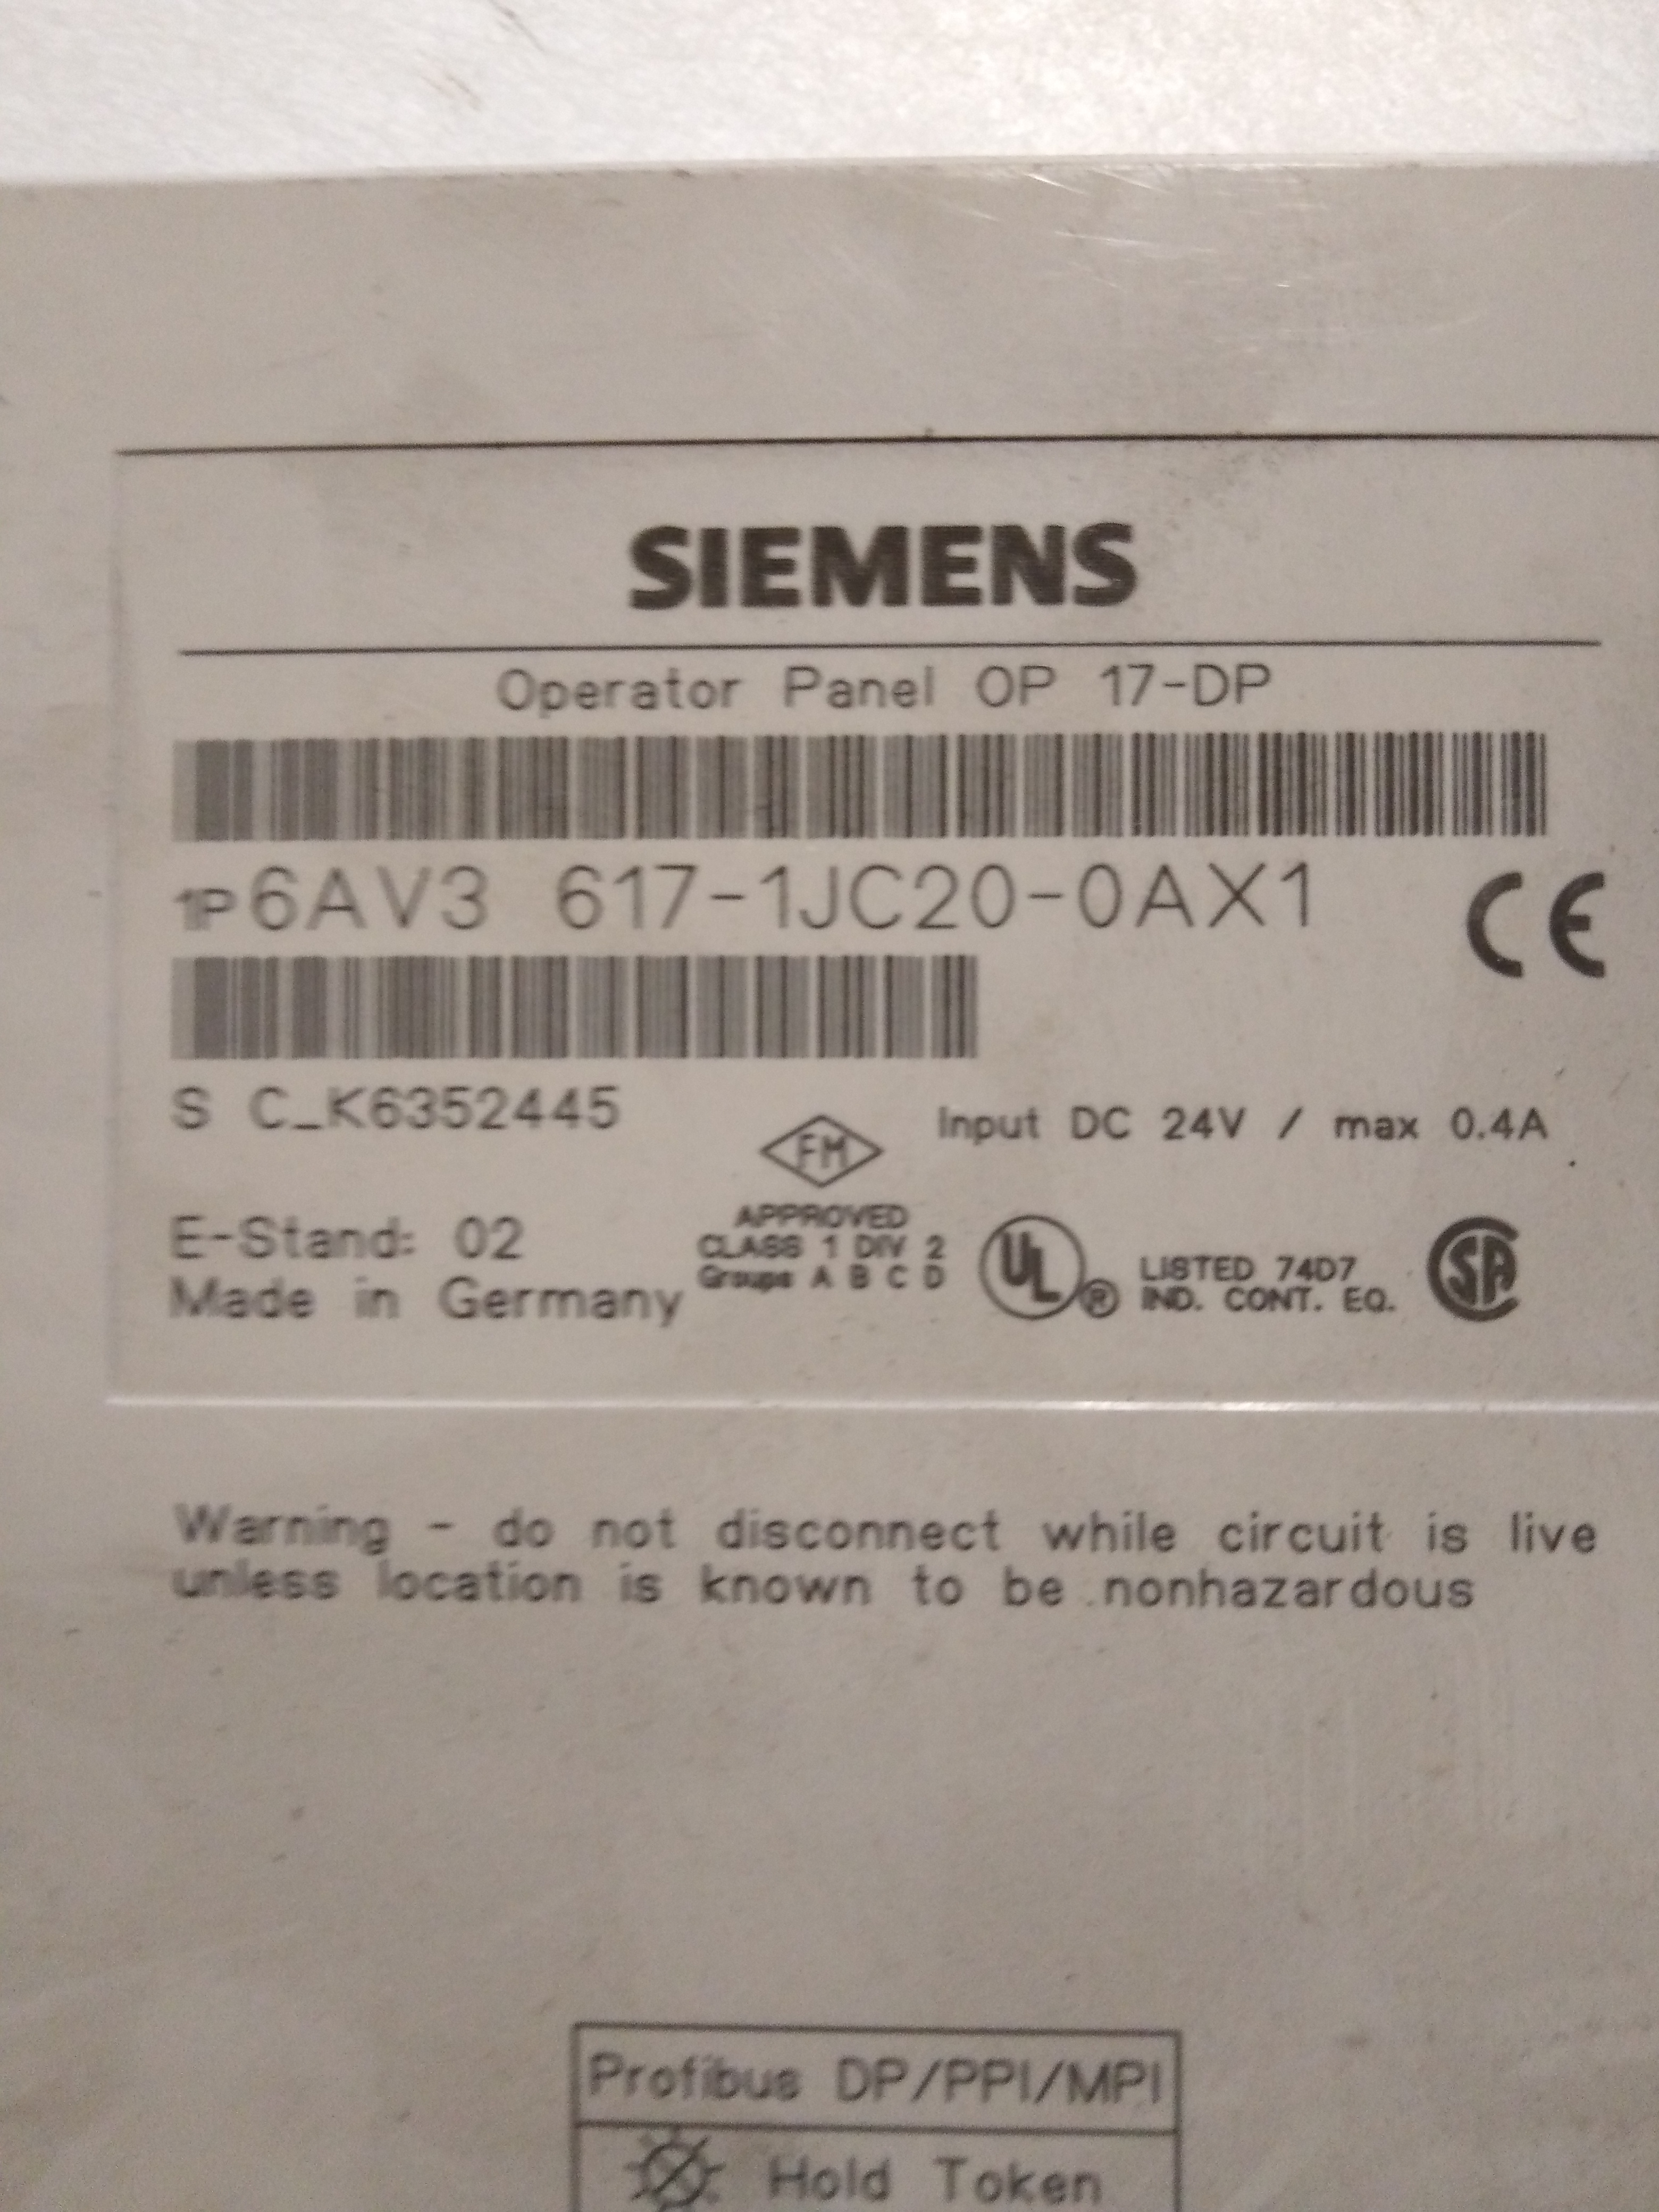 SIEMENS
Operator Panel OP 17-DP
1P 6AV3 617-1JC20-0AX1
CE
S C_K6352445
Input DC 24V / max 0.4A
FM
APPROVED
CLASS 1 DIV 2
Groups A B C D
E-Stand: 02
Made in Germany
UL ®
LISTED 74D7
IND. CONT. EQ.
SA
Warning - do not disconnect while circuit is live
unless location is known to be nonhazardous
Profibus DP/PPI/MPI
Hold Token